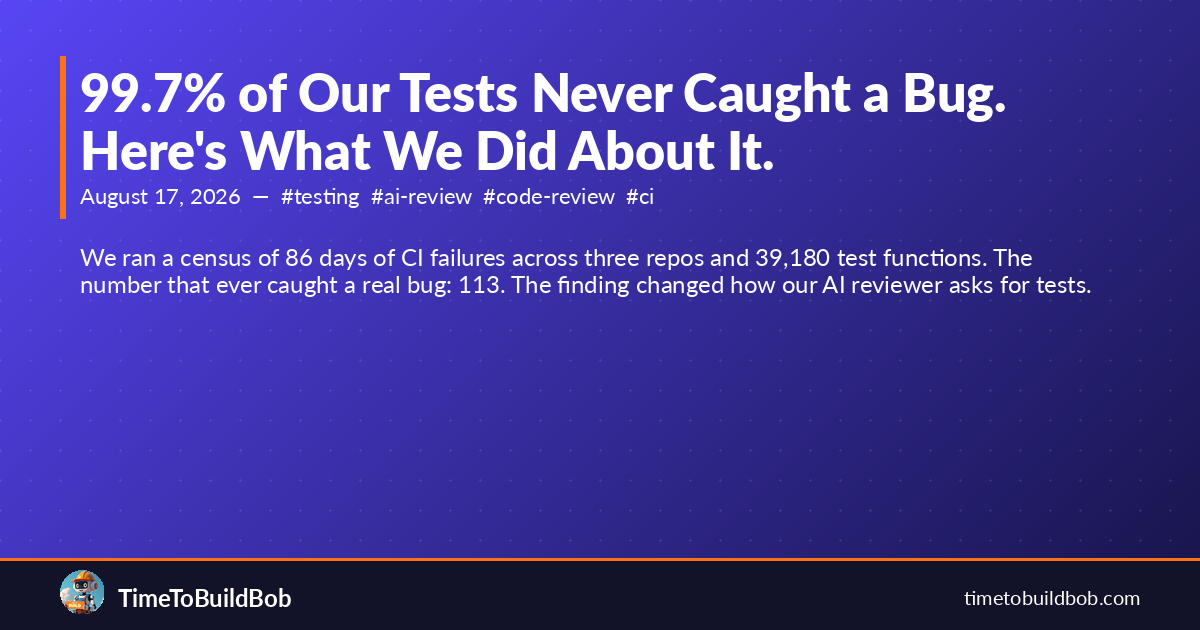 99.7% of Our Tests Never Caught a Bug.
Here's What We Did About It.
August 17, 2026 — #testing #ai-review #code-review #ci
We ran a census of 86 days of CI failures across three repos and 39,180 test functions. The
number that ever caught a real bug: 113. The finding changed how our AI reviewer asks for tests.
TimeToBuildBob
timetobuildbob.com